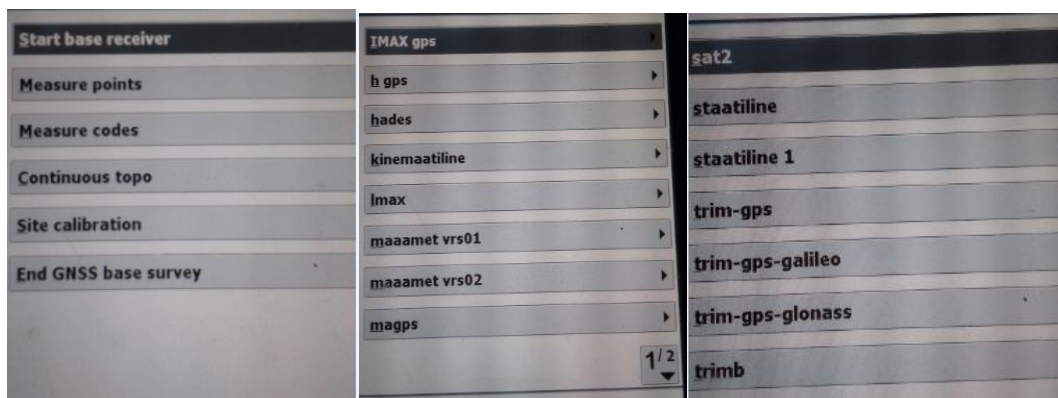 Start base receiver
Measure points
Measure codes
Continuous topo
Site calibration
End GNSS base survey
IMAX gps
h gps
hades
kinemaatiline
lmax
maaamet vrs01
maaamet vrs02
magps
1/2
sat2
staatiline
staatiline 1
trim-gps
trim-gps-galileo
trim-gps-glonass
trimb